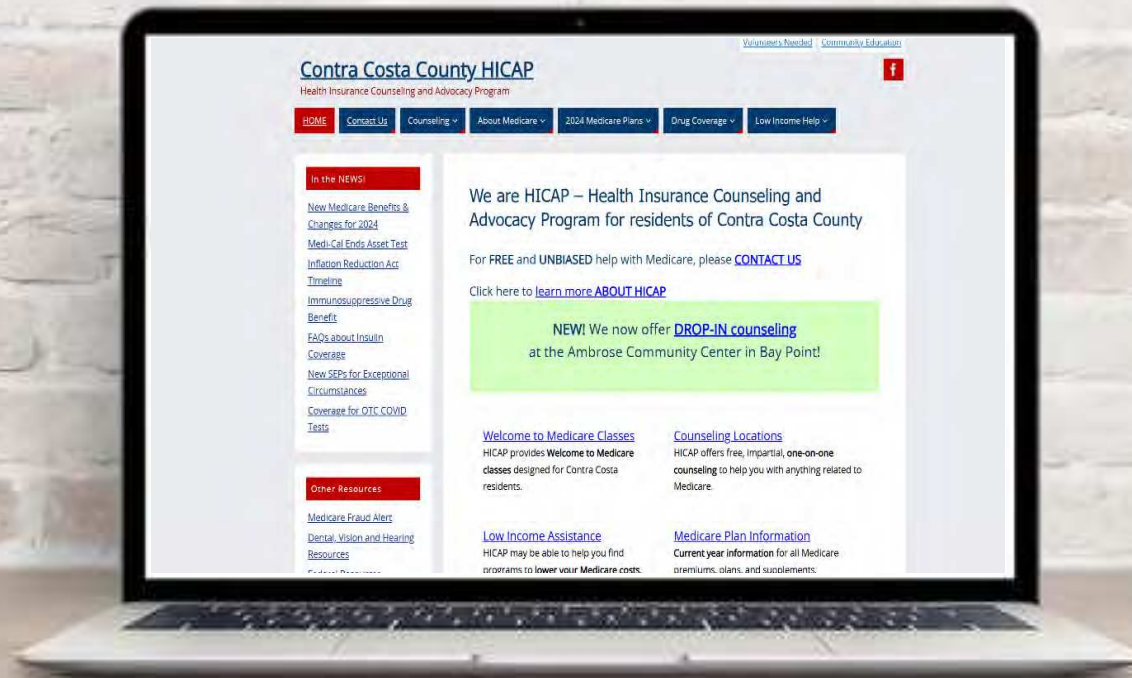 Volunteers Needed | Community Education
Contra Costa County HICAP
Health Insurance Counseling and Advocacy Program
f
HOME Contact Us Counseling About Medicare 2024 Medicare Plans Drug Coverage Low Income Help
In the NEWS!
New Medicare Benefits &
Changes for 2024
Medi-Cal Ends Asset Test
Inflation Reduction Act
Timeline
Immunosuppressive Drug
Benefit
FAQs about Insulin
Coverage
New SEPs for Exceptional
Circumstances
Coverage for OTC COVID
Tests
Other Resources
Medicare Fraud Alert
Dental, Vision and Hearing
Resources
We are HICAP – Health Insurance Counseling and
Advocacy Program for residents of Contra Costa County
For FREE and UNBIASED help with Medicare, please CONTACT US
Click here to learn more ABOUT HICAP
NEW! We now offer DROP-IN counseling
at the Ambrose Community Center in Bay Point!
Welcome to Medicare Classes
HICAP provides Welcome to Medicare
classes designed for Contra Costa
residents.
Counseling Locations
HICAP offers free, impartial, one-on-one
counseling to help you with anything related to
Medicare.
Low Income Assistance
HICAP may be able to help you find
programs to lower your Medicare costs.
Medicare Plan Information
Current year information for all Medicare
premiums, plans, and supplements.